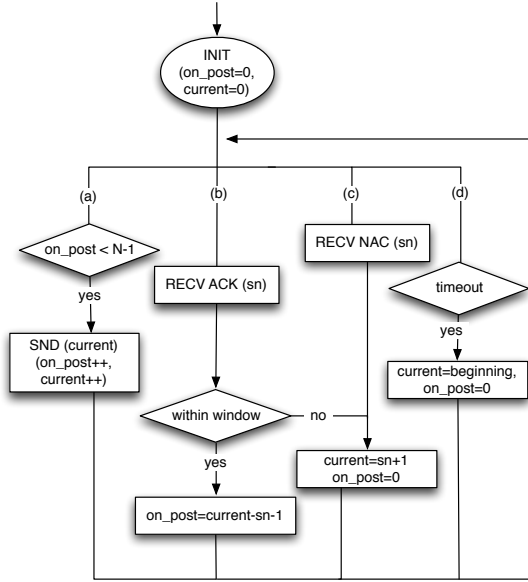 INIT
(on_post=0,
current=0)
(a)
(b)
(c)
(d)
on_post < N-1
yes
SND (current)
(on_post++,
current++)
RECV ACK (sn)
within window
no
yes
on_post=current-sn-1
RECV NAC (sn)
current=sn+1
on_post=0
timeout
yes
current=beginning,
on_post=0